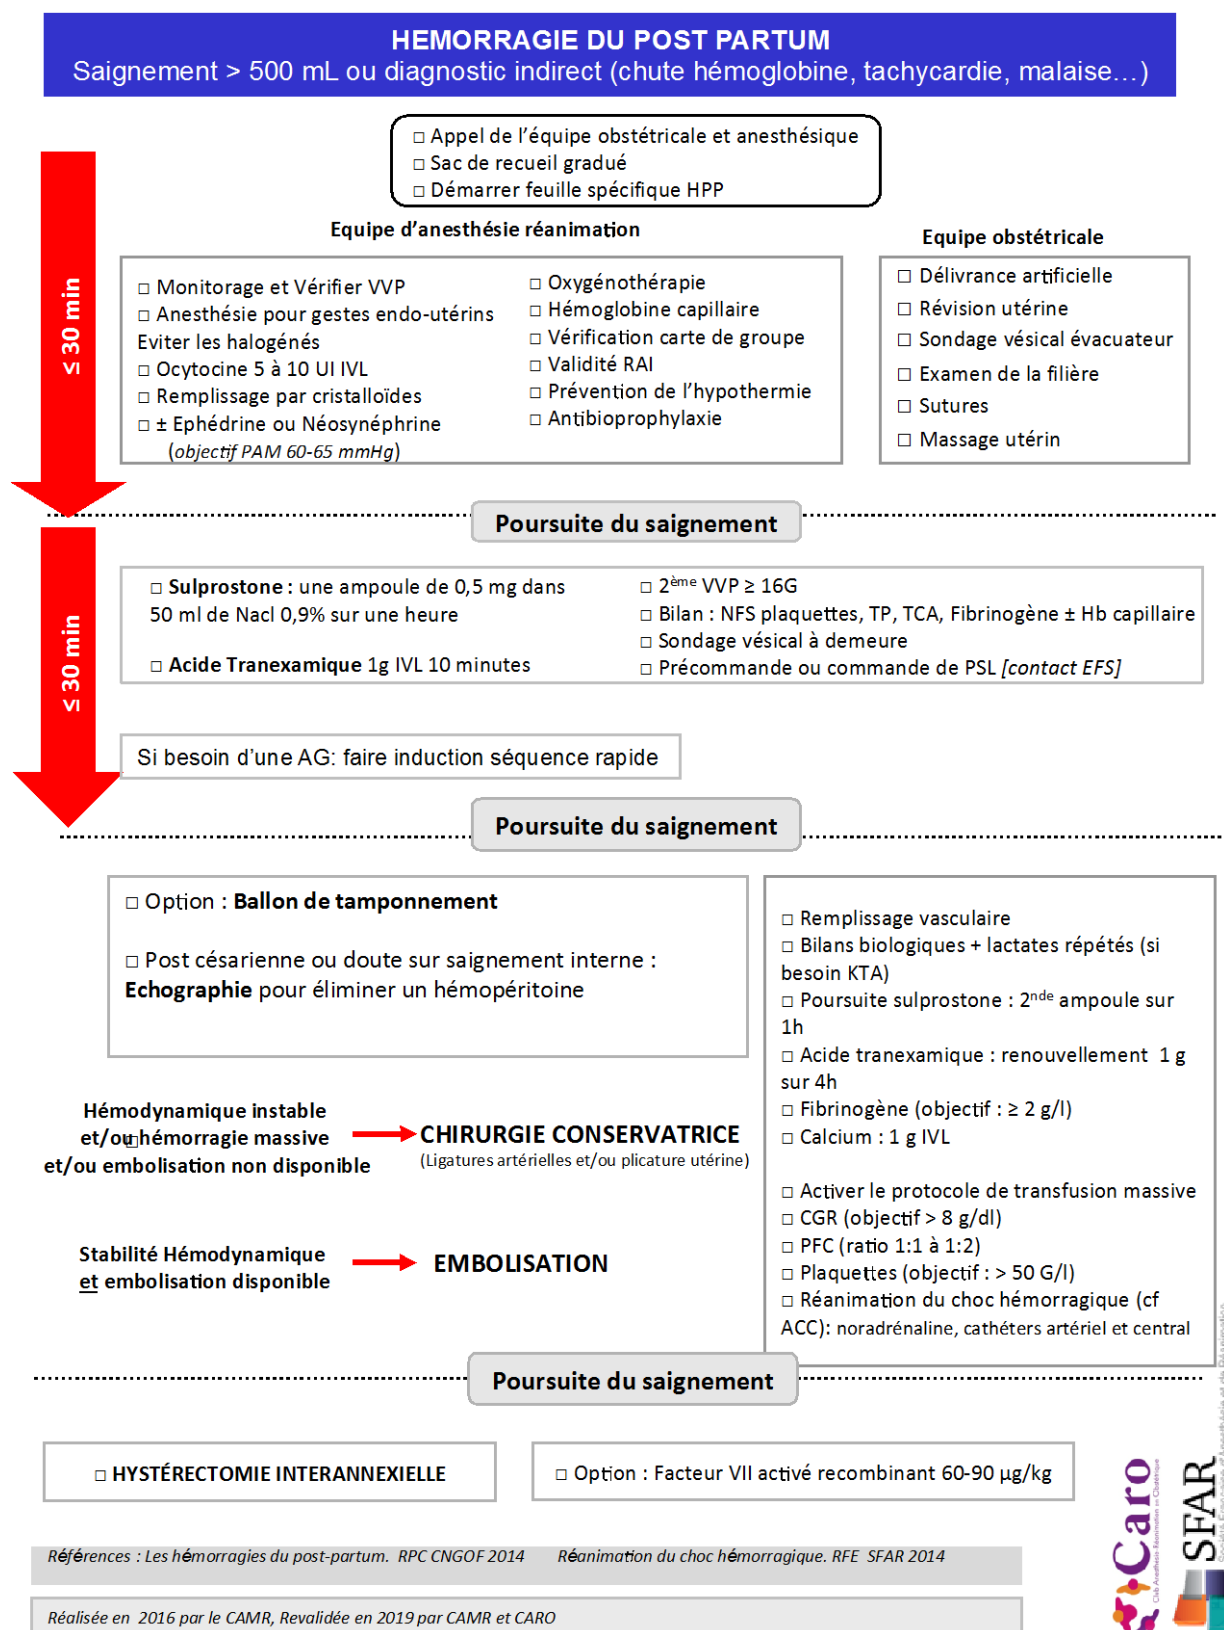 HEMORRAGIE DU POST PARTUM
Saignement > 500 mL ou diagnostic indirect (chute hémoglobine, tachycardie, malaise…)
□ Appel de l'équipe obstétricale et anesthésique
□ Sac de recueil gradué
□ Démarrer feuille spécifique HPP
≤ 30 min
Equipe d'anesthésie réanimation
□ Monitorage et Vérifier VVP
□ Anesthésie pour gestes endo-utérins
Eviter les halogénés
□ Ocytocine 5 à 10 UI IVL
□ Remplissage par cristalloïdes
□ ± Ephédrine ou Néosynéphrine
(objectif PAM 60-65 mmHg)
□ Oxygénothérapie
□ Hémoglobine capillaire
□ Vérification carte de groupe
□ Validité RAI
□ Prévention de l'hypothermie
□ Antibioprophylaxie
Equipe obstétricale
□ Délivrance artificielle
□ Révision utérine
□ Sondage vésical évacuateur
□ Examen de la filière
□ Sutures
□ Massage utérin
Poursuite du saignement
≤ 30 min
□ Sulprostone : une ampoule de 0,5 mg dans
50 ml de Nacl 0,9% sur une heure
□ Acide Tranexamique 1g IVL 10 minutes
□ 2ème VVP ≥ 16G
□ Bilan : NFS plaquettes, TP, TCA, Fibrinogène ± Hb capillaire
□ Sondage vésical à demeure
□ Précommande ou commande de PSL [contact EFS]
Si besoin d'une AG: faire induction séquence rapide
Poursuite du saignement
□ Option : Ballon de tamponnement
□ Post césarienne ou doute sur saignement interne :
Echographie pour éliminer un hémopéritoine
Hémodynamique instable
et/ou hémorragie massive
et/ou embolisation non disponible
CHIRURGIE CONSERVATRICE
(Ligatures artérielles et/ou plicature utérine)
Stabilité Hémodynamique
et embolisation disponible
EMBOLISATION
□ Remplissage vasculaire
□ Bilans biologiques + lactates répétés (si
besoin KTA)
□ Poursuite sulprostone : 2nde ampoule sur
1h
□ Acide tranexamique : renouvellement 1 g
sur 4h
□ Fibrinogène (objectif : ≥ 2 g/l)
□ Calcium : 1 g IVL
□ Activer le protocole de transfusion massive
□ CGR (objectif > 8 g/dl)
□ PFC (ratio 1:1 à 1:2)
□ Plaquettes (objectif : > 50 G/l)
□ Réanimation du choc hémorragique (cf
ACC): noradrénaline, cathéters artériel et central
Poursuite du saignement
□ HYSTÉRECTOMIE INTERANNEXIELLE
□ Option : Facteur VII activé recombinant 60-90 µg/kg
Références : Les hémorragies du post-partum. RPC CNGOF 2014 Réanimation du choc hémorragique. RFE SFAR 2014
Réalisée en 2016 par le CAMR, Revalidée en 2019 par CAMR et CARO
Caro
Club Anesthésie-Réanimation en Obstétrique
SFAR
Société Française d'Anesthésie et de Réanimation